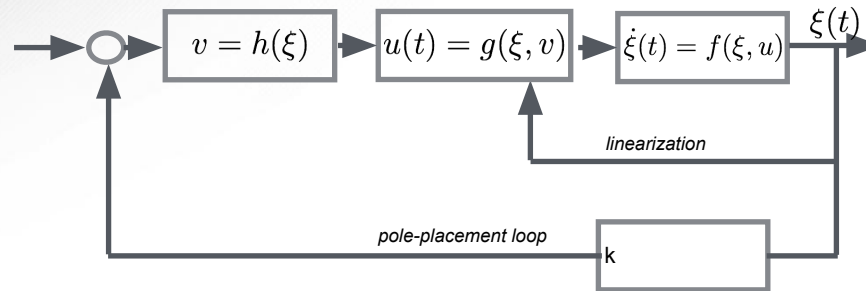 ξ(t)
v = h(ξ)
u(t) = g(ξ, v)
ξ̇(t) = f(ξ, u)
linearization
pole-placement loop
k